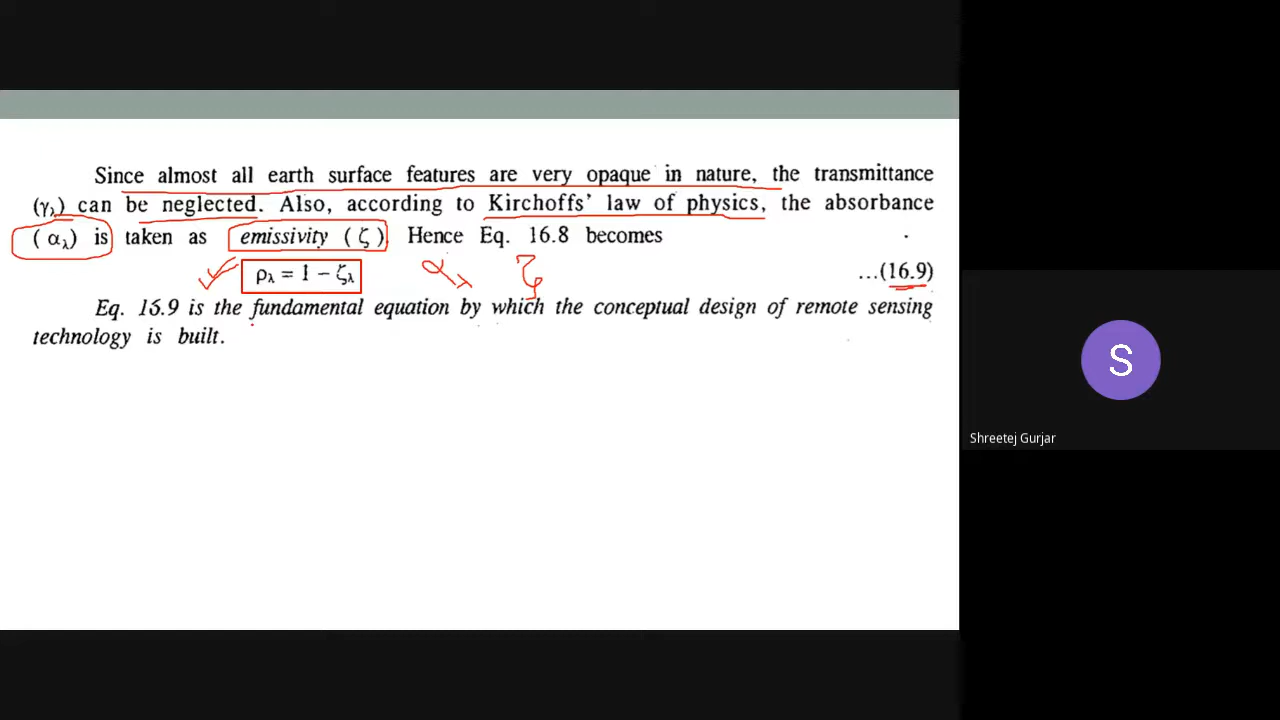 Since almost all earth surface features are very opaque in nature, the transmittance
(γλ) can be neglected. Also, according to Kirchoffs' law of physics, the absorbance
(αλ) is taken as emissivity (ζ). Hence Eq. 16.8 becomes
ρλ = 1 − ζλ ...(16.9)
αλ ζ
Eq. 16.9 is the fundamental equation by which the conceptual design of remote sensing
technology is built.
S
Shreetej Gurjar